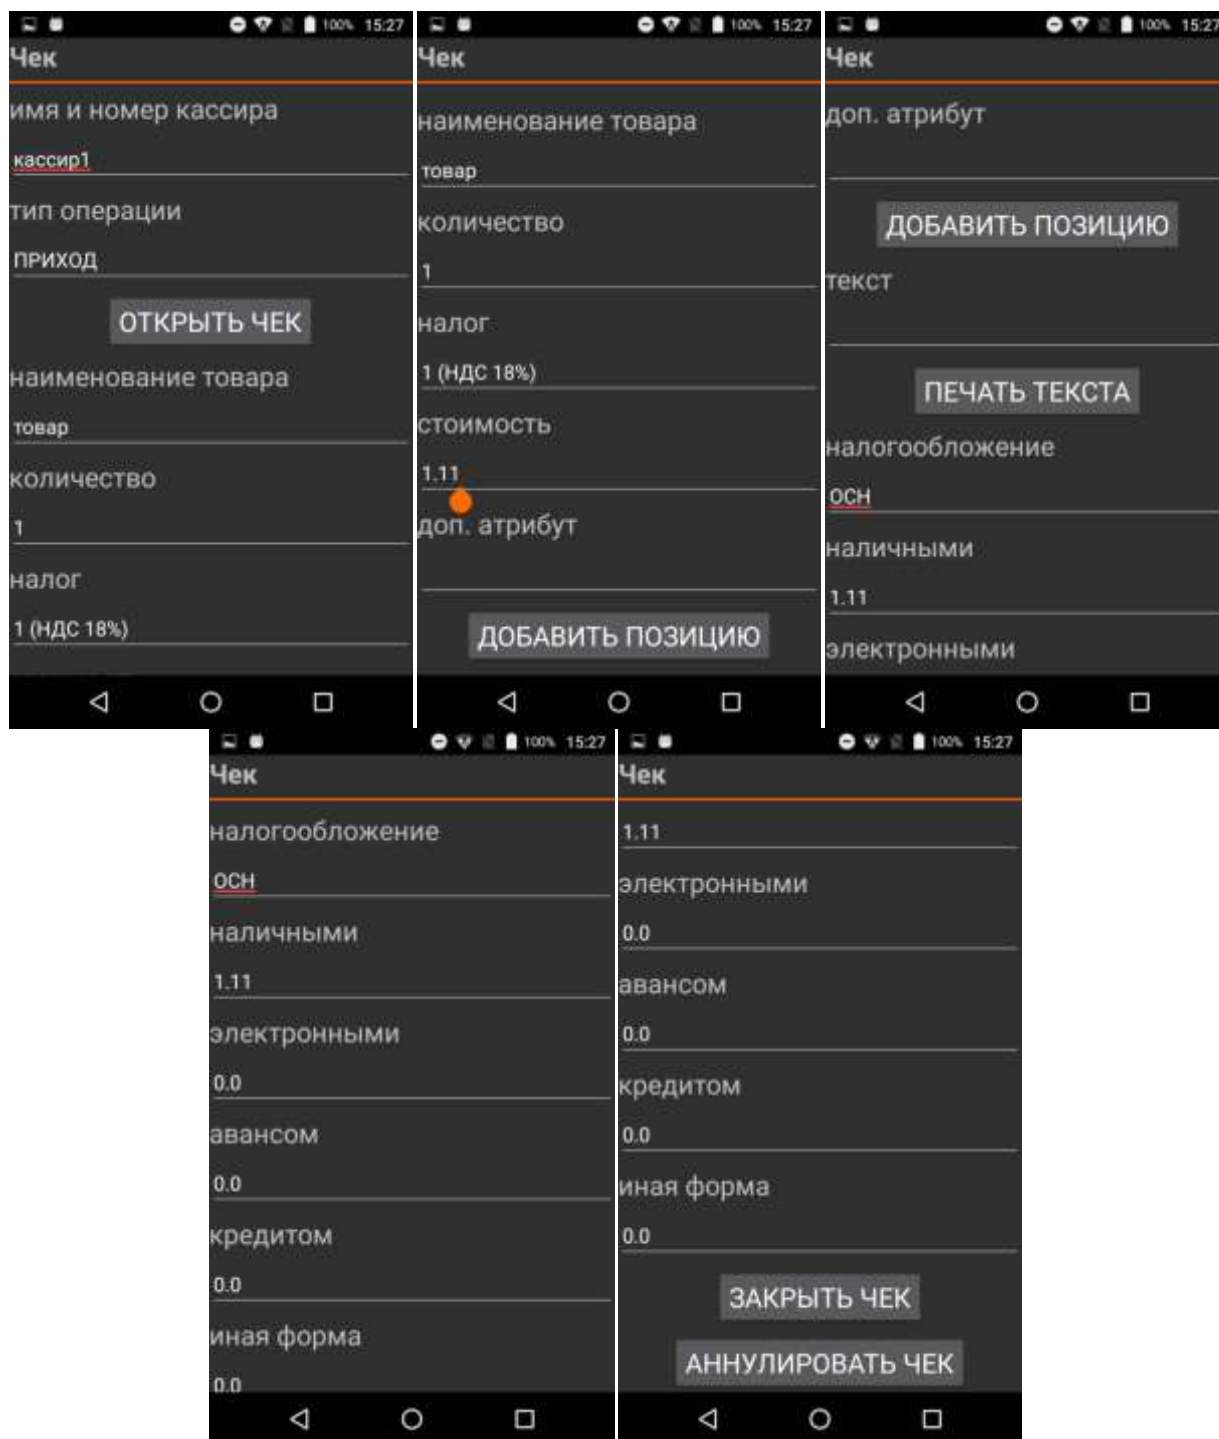 100% 15:27
Чек
имя и номер кассира
кассир1
тип операции
ПРИХОД
ОТКРЫТЬ ЧЕК
наименование товара
товар
количество
1
налог
1 (НДС 18%)
100% 15:27
Чек
наименование товара
товар
количество
1
налог
1 (НДС 18%)
стоимость
1.11
доп. атрибут
ДОБАВИТЬ ПОЗИЦИЮ
100% 15:27
Чек
доп. атрибут
ДОБАВИТЬ ПОЗИЦИЮ
текст
ПЕЧАТЬ ТЕКСТА
налогообложение
ОСН
наличными
1.11
электронными
100% 15:27
Чек
налогообложение
ОСН
наличными
1.11
электронными
0.0
авансом
0.0
кредитом
0.0
иная форма
0.0
100% 15:27
Чек
1.11
электронными
0.0
авансом
0.0
кредитом
0.0
иная форма
0.0
ЗАКРЫТЬ ЧЕК
АННУЛИРОВАТЬ ЧЕК